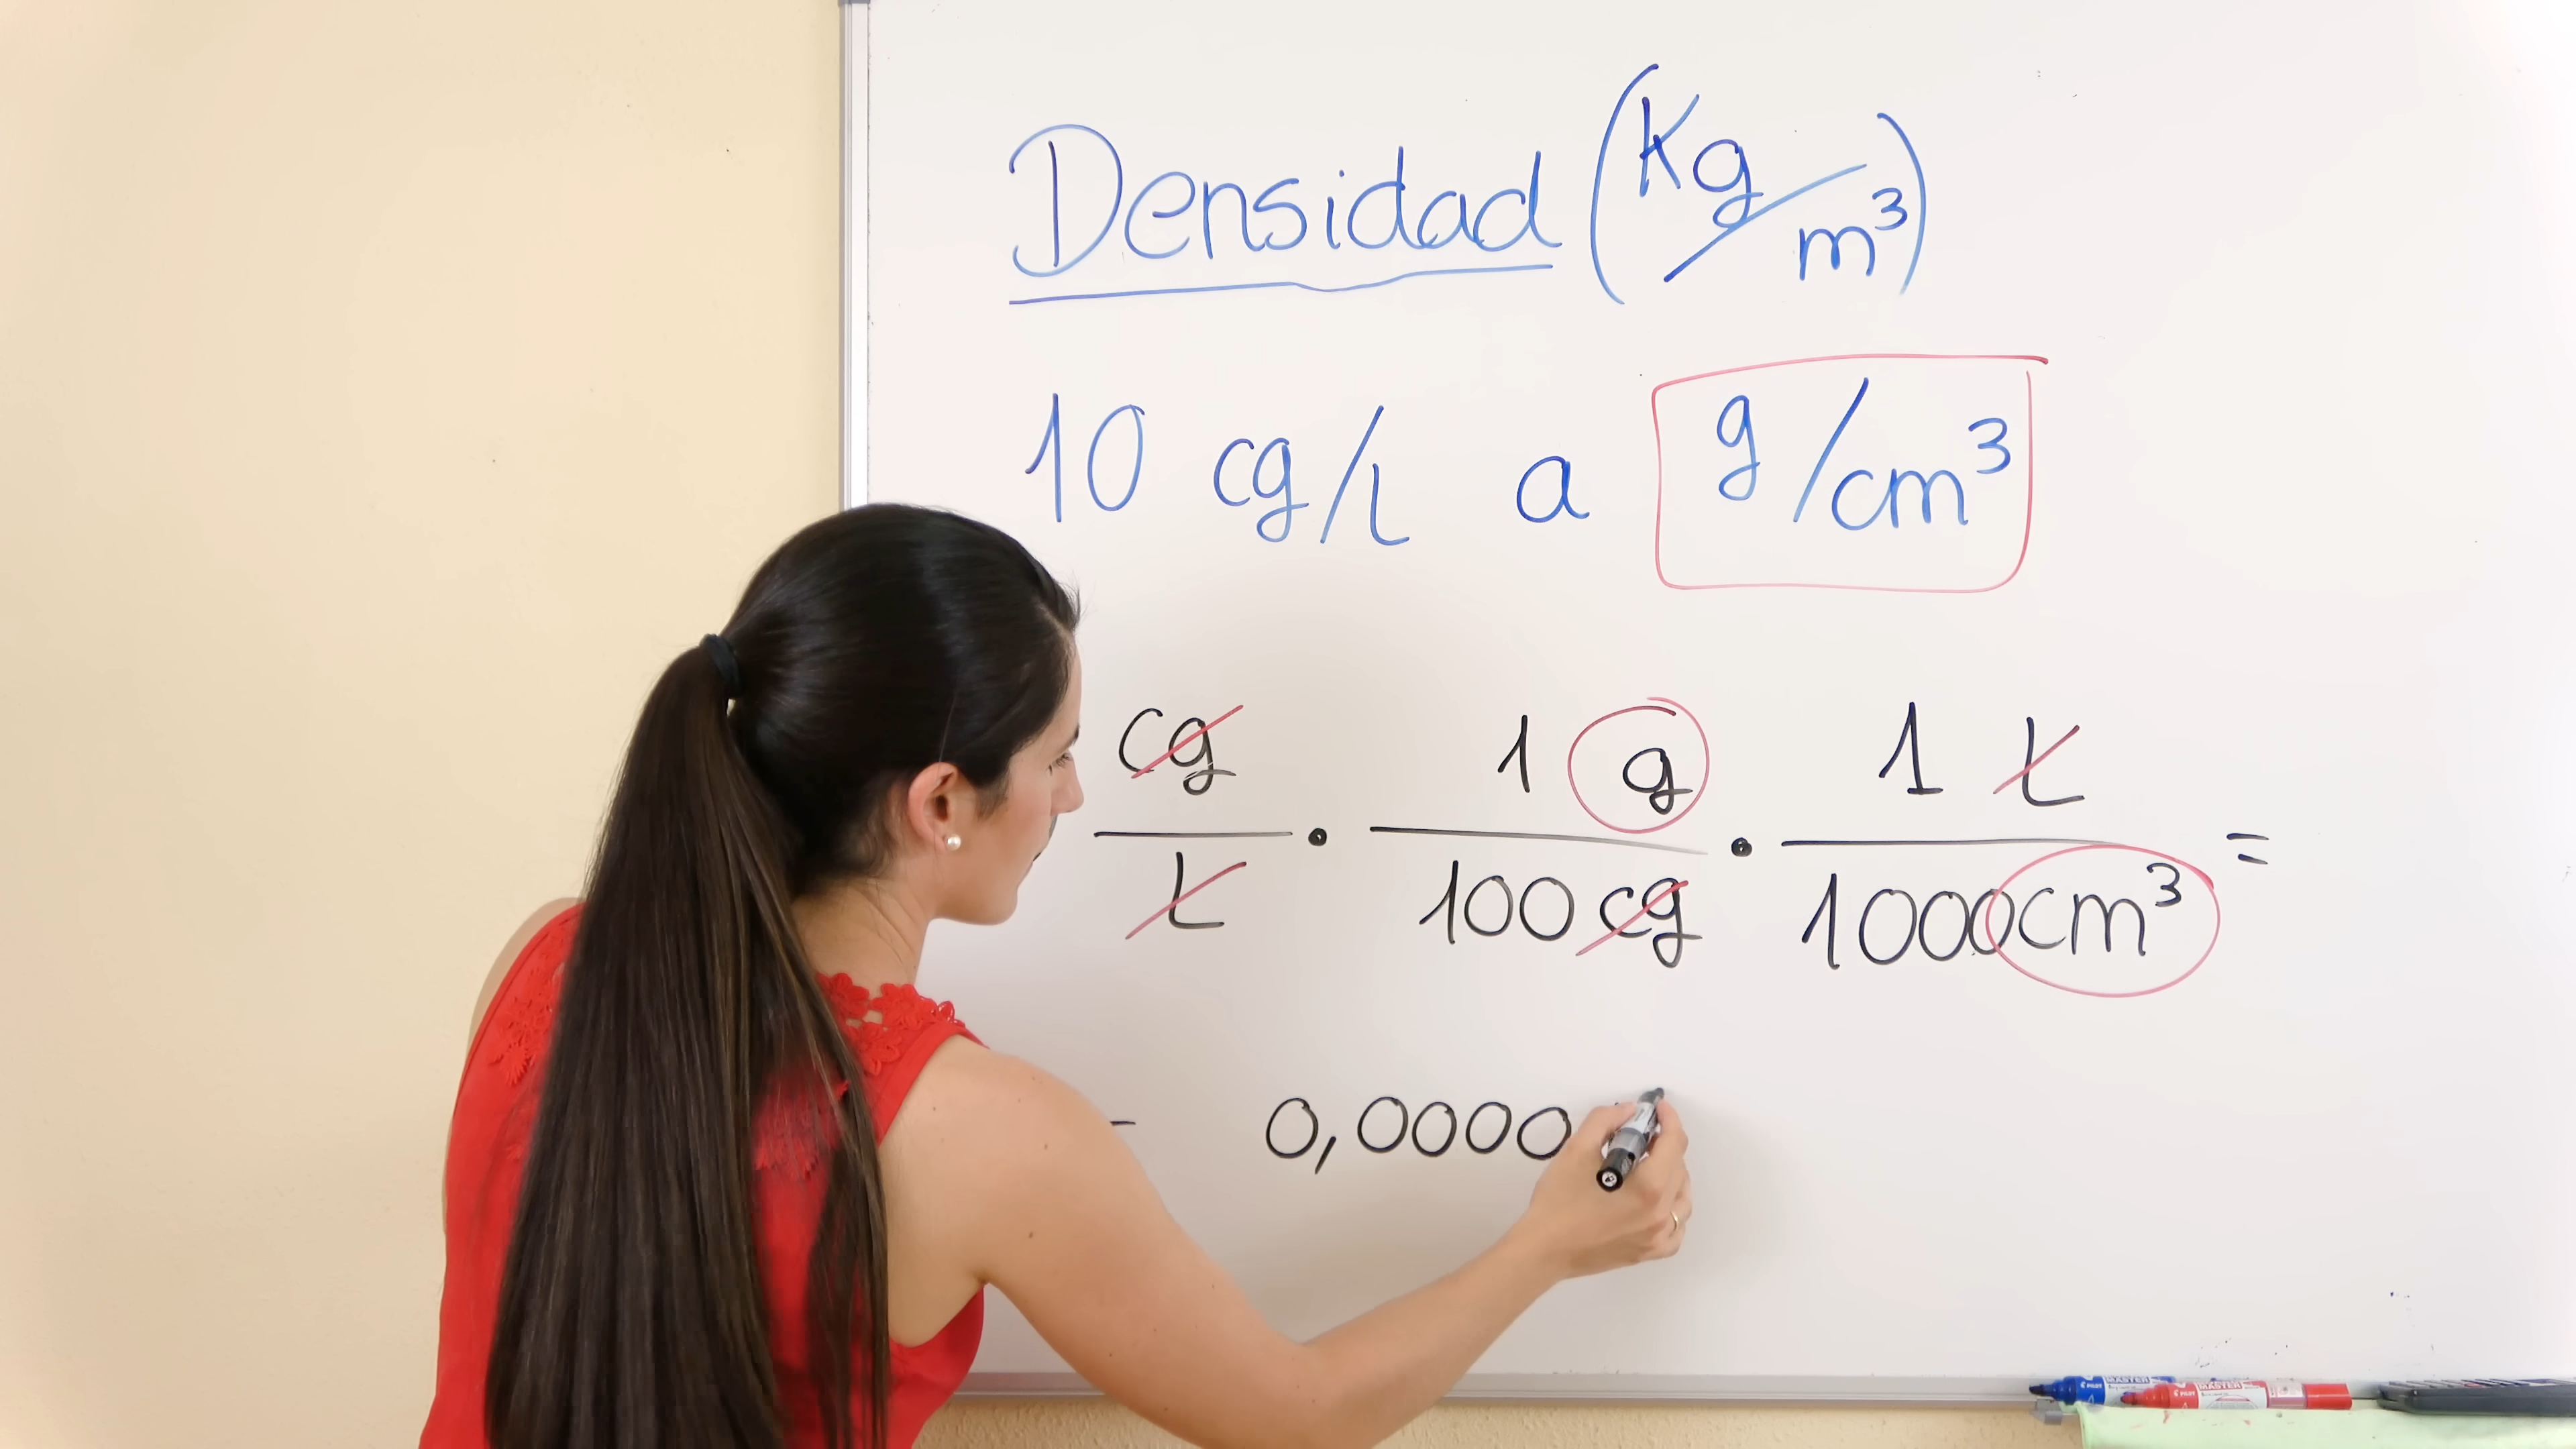 Densidad (Kg/m³)
10 cg/l a g/cm³
cg/L · 1 g/100 cg · 1 L/1000 cm³ =
0,0000